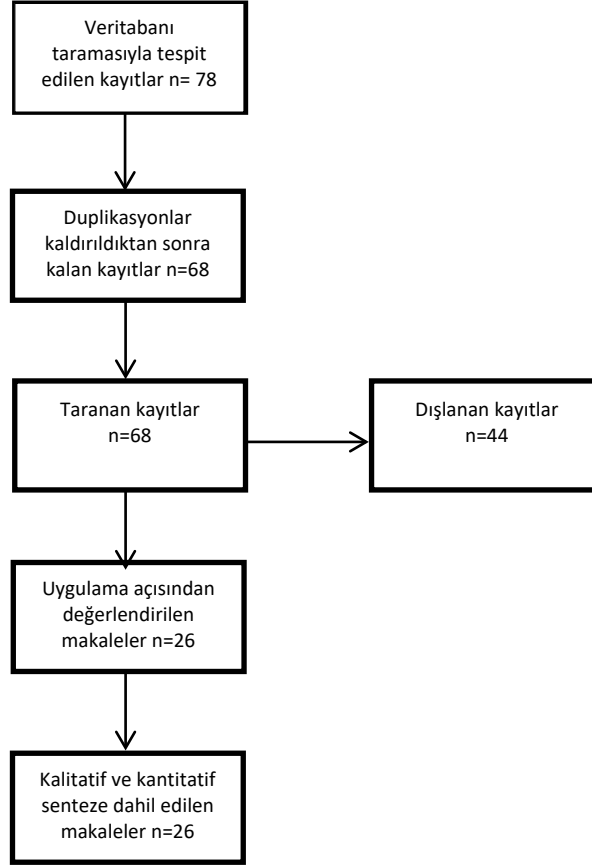 Veritabanı
taramasıyla tespit
edilen kayıtlar n= 78
Duplikasyonlar
kaldırıldıktan sonra
kalan kayıtlar n=68
Taranan kayıtlar
n=68
Dışlanan kayıtlar
n=44
Uygulama açısından
değerlendirilen
makaleler n=26
Kalitatif ve kantitatif
senteze dahil edilen
makaleler n=26